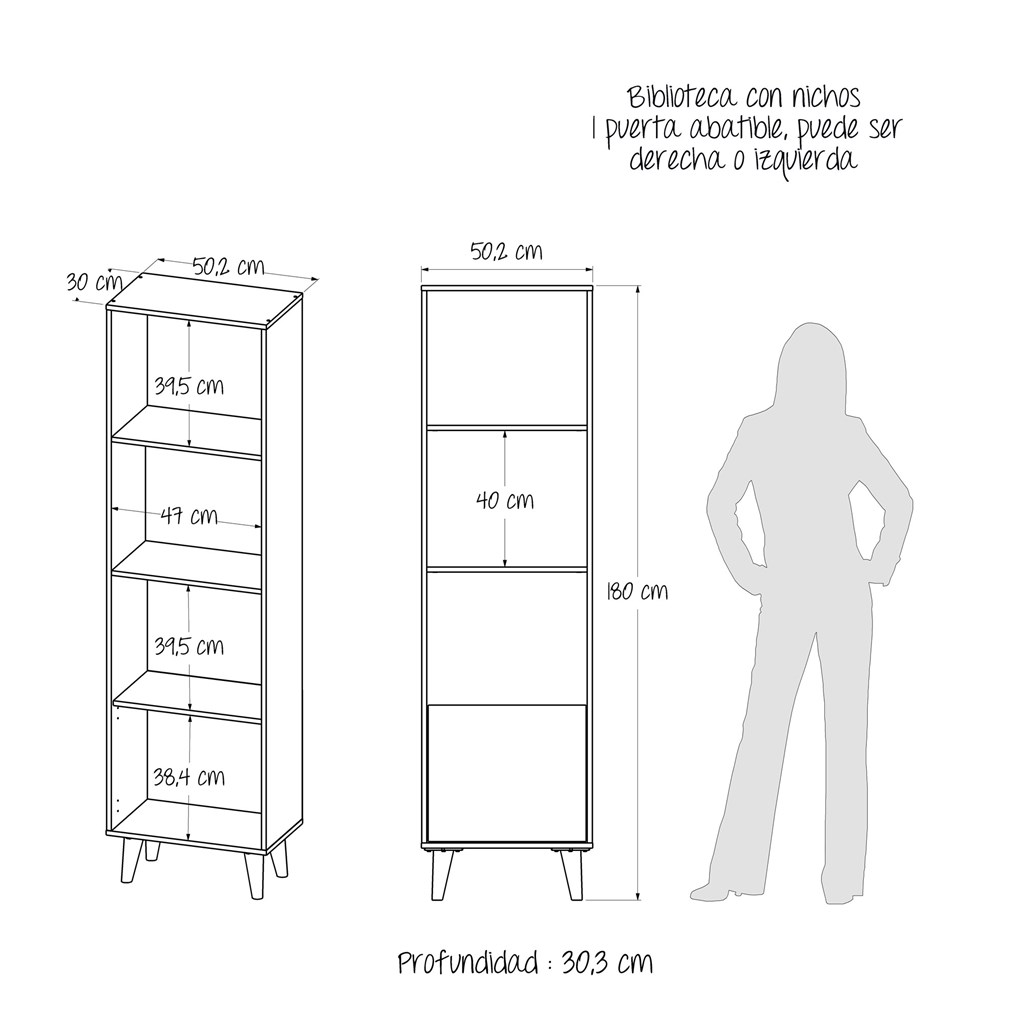 Biblioteca con nichos
1 puerta abatible, puede ser
derecha o izquierda
50,2 cm
30 cm
39,5 cm
47 cm
39,5 cm
38,4 cm
50,2 cm
40 cm
180 cm
Profundidad : 30,3 cm